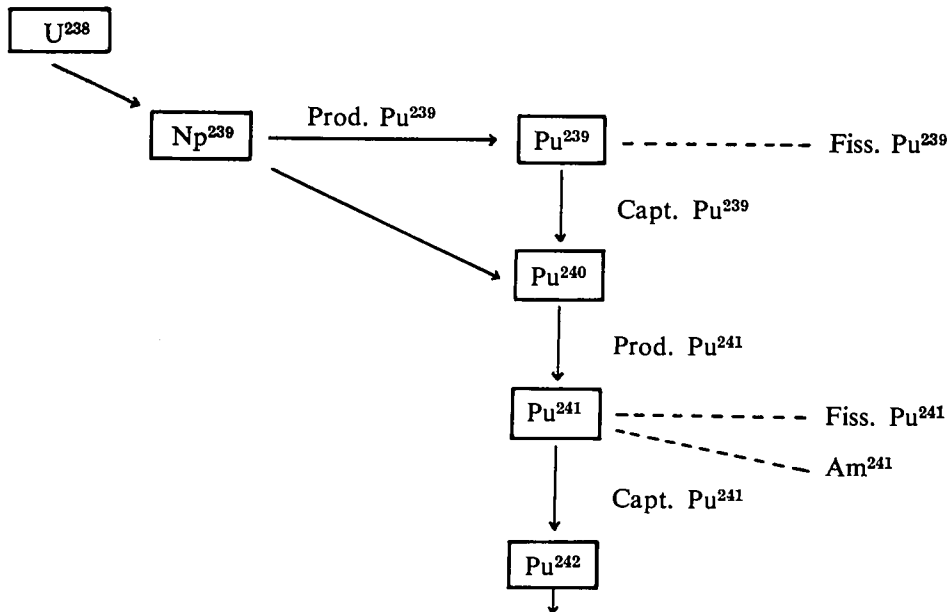 U²³⁸
Prod. Pu²³⁹
Np²³⁹
Pu²³⁹
Fiss. Pu²³⁹
Capt. Pu²³⁹
Pu²⁴⁰
Prod. Pu²⁴¹
Pu²⁴¹
Fiss. Pu²⁴¹
Am²⁴¹
Capt. Pu²⁴¹
Pu²⁴²